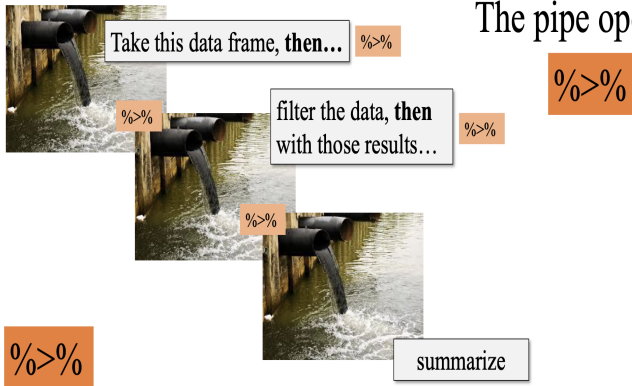 The pipe ope
Take this data frame, then… %>%
%>%
%>%
filter the data, then
with those results…
%>%
%>%
summarize
%>%